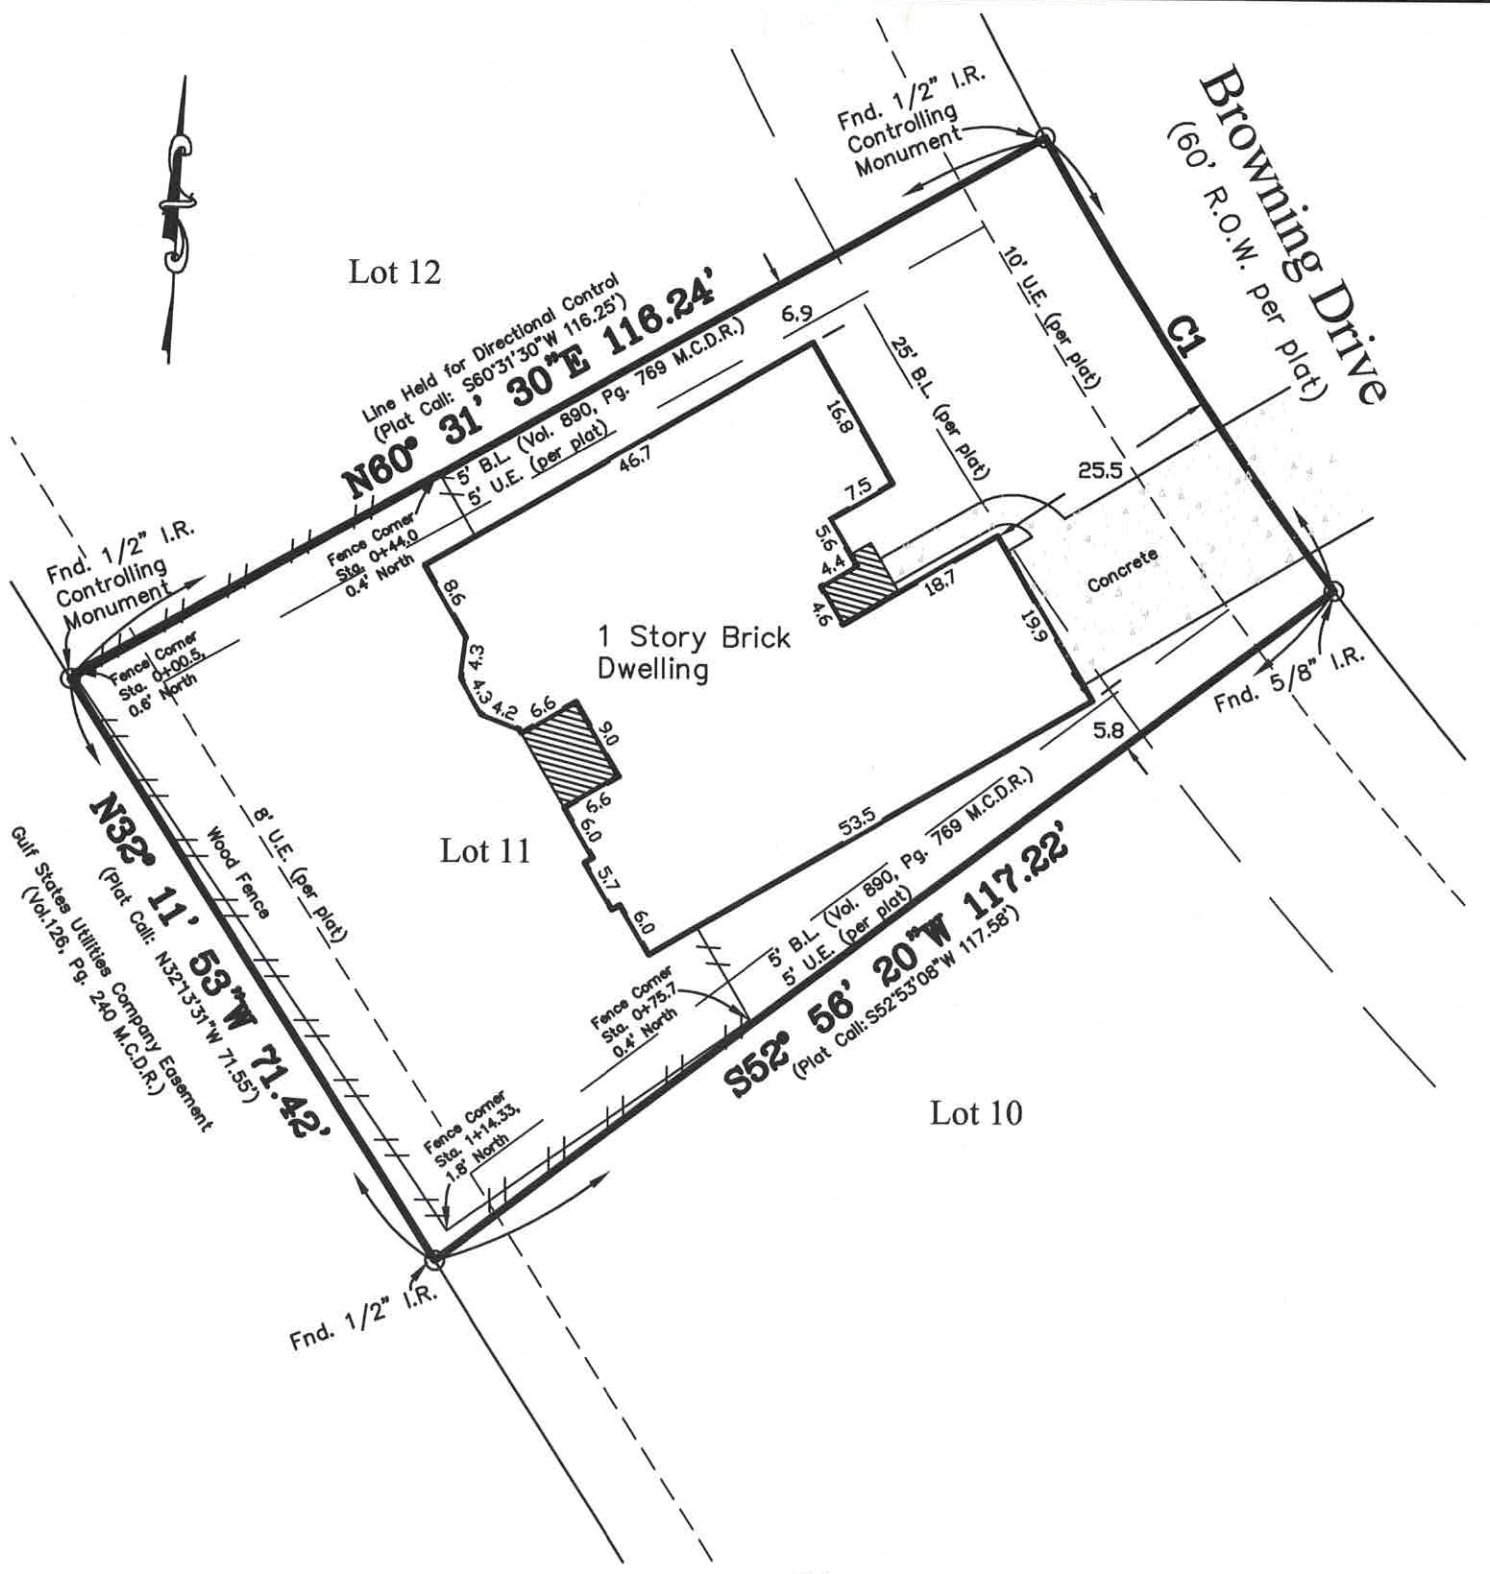 Fnd. 1/2" I.R.
Controlling
Monument
Browning Drive
(60' R.O.W. per plat)
Lot 12
Line Held for Directional Control
(Plat Call: S60°31'30"W 116.25')
N60° 31' 30"E 116.24'
5' B.L. (Vol. 890, Pg. 769 M.C.D.R.)
5' U.E. (per plat)
6.9
10' U.E. (per plat)
C1
25' B.L. (per plat)
46.7
16.8
7.5
5.6
4.4
4.6
18.7
25.5
Concrete
19.9
Fence Corner
Sta. 0+44.0
0.4' North
Fnd. 1/2" I.R.
Controlling
Monument
Fence Corner
Sta. 0+00.5,
0.6' North
8.6
4.3
4.3
4.2
6.6
9.0
6.6
6.0
5.7
6.0
1 Story Brick
Dwelling
Fnd. 5/8" I.R.
5.8
53.5
Lot 11
8' U.E. (per plat)
Wood Fence
N32° 11' 53"W 71.42'
(Plat Call: N32°13'31"W 71.55')
Gulf States Utilities Company Easement
(Vol.126, Pg. 240 M.C.D.R.)
5' B.L. (Vol. 890, Pg. 769 M.C.D.R.)
5' U.E. (per plat)
S52° 56' 20"W 117.22'
(Plat Call: S52°53'08"W 117.58')
Fence Corner
Sta. 0+75.7
0.4' North
Lot 10
Fence Corner
Sta. 1+14.33,
1.8' North
Fnd. 1/2" I.R.